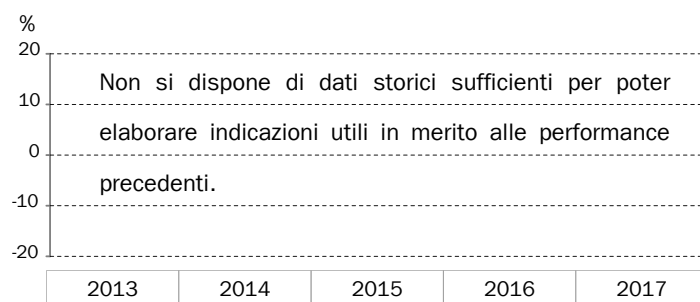 %
20
Non si dispone di dati storici sufficienti per poter
10
elaborare indicazioni utili in merito alle performance
0
precedenti.
-10
-20
2013 2014 2015 2016 2017